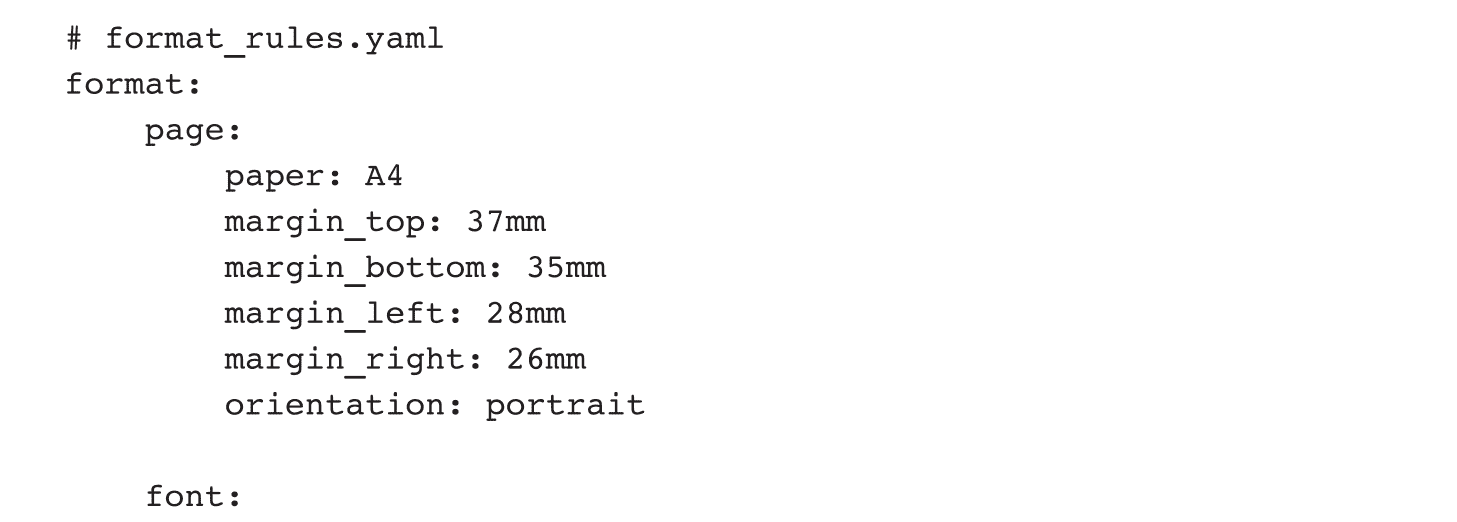 # format_rules.yaml
format:
    page:
        paper: A4
        margin_top: 37mm
        margin_bottom: 35mm
        margin_left: 28mm
        margin_right: 26mm
        orientation: portrait

    font: